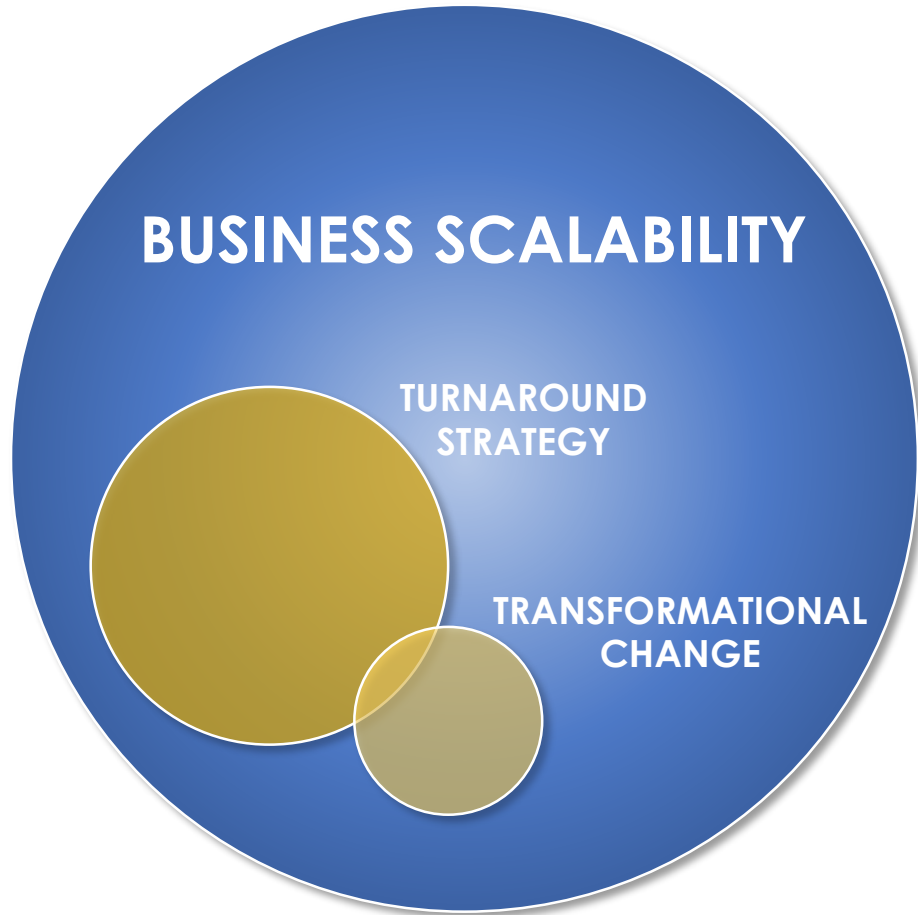 BUSINESS SCALABILITY
TURNAROUND
STRATEGY
TRANSFORMATIONAL
CHANGE